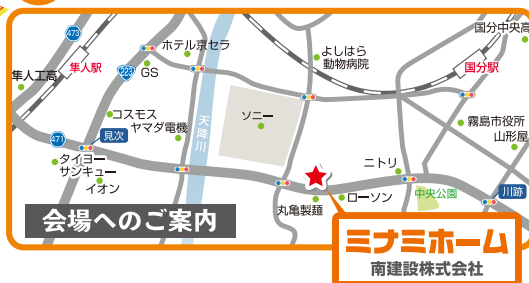 473
ホテル京セラ
国分中央高
隼人駅
よしはら
動物病院
国分駅
隼人工高
223
GS
コスモス
ヤマダ電機
天降川
ソニー
霧島市役所
山形屋
471
見次
タイヨー
サンキュー
イオン
ニトリ
中央公園
川跡
丸亀製麺
ローソン
会場へのご案内
ミナミホーム
南建設株式会社